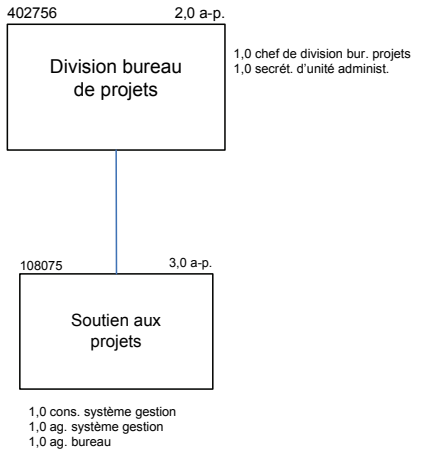 402756 2,0 a-p.
Division bureau
de projets
1,0 chef de division bur. projets
1,0 secrét. d'unité administ.
108075 3,0 a-p.
Soutien aux
projets
1,0 cons. système gestion
1,0 ag. système gestion
1,0 ag. bureau